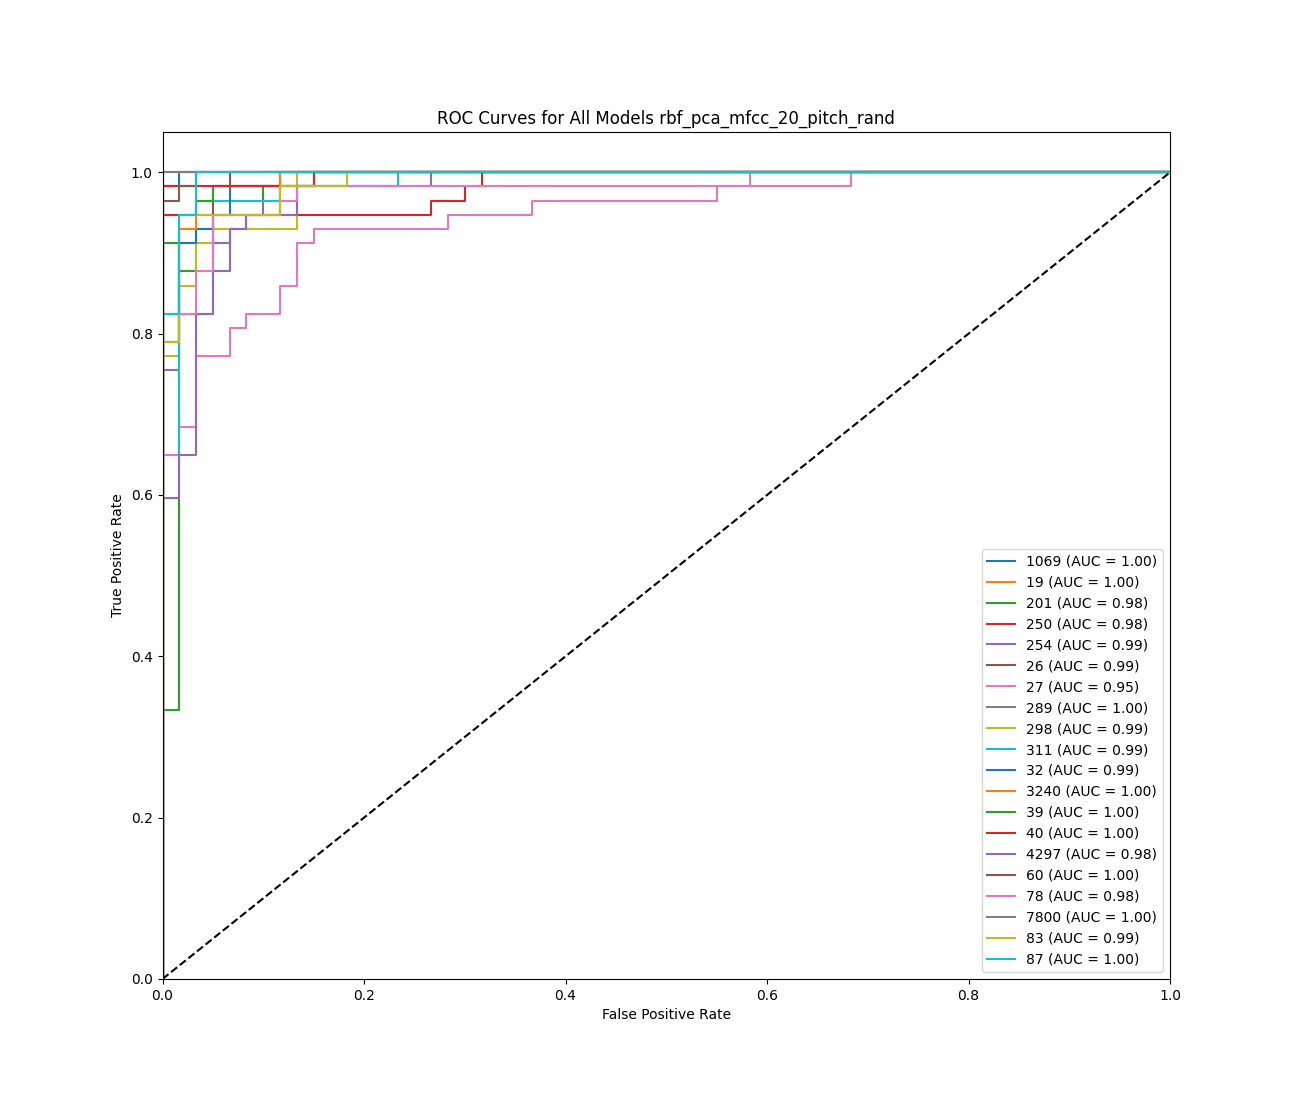 ROC Curves for All Models rbf_pca_mfcc_20_pitch_rand
1.0
0.8
0.6
0.4
0.2
0.0
True Positive Rate
0.0 0.2 0.4 0.6 0.8 1.0
False Positive Rate
1069 (AUC = 1.00)
19 (AUC = 1.00)
201 (AUC = 0.98)
250 (AUC = 0.98)
254 (AUC = 0.99)
26 (AUC = 0.99)
27 (AUC = 0.95)
289 (AUC = 1.00)
298 (AUC = 0.99)
311 (AUC = 0.99)
32 (AUC = 0.99)
3240 (AUC = 1.00)
39 (AUC = 1.00)
40 (AUC = 1.00)
4297 (AUC = 0.98)
60 (AUC = 1.00)
78 (AUC = 0.98)
7800 (AUC = 1.00)
83 (AUC = 0.99)
87 (AUC = 1.00)